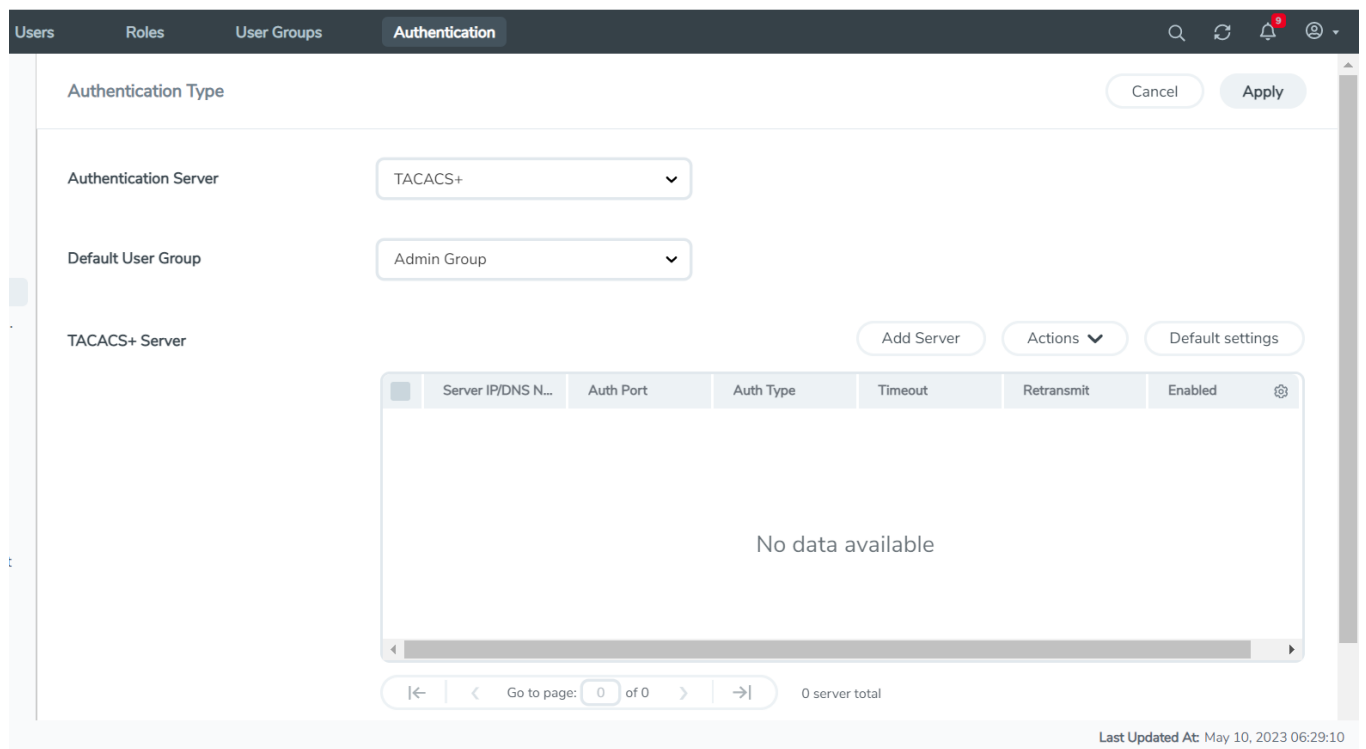 Users Roles User Groups Authentication 9
Authentication Type Cancel Apply
Authentication Server TACACS+
Default User Group Admin Group
TACACS+ Server Add Server Actions Default settings
Server IP/DNS N... Auth Port Auth Type Timeout Retransmit Enabled
No data available
Go to page: 0 of 0 0 server total
Last Updated At: May 10, 2023 06:29:10